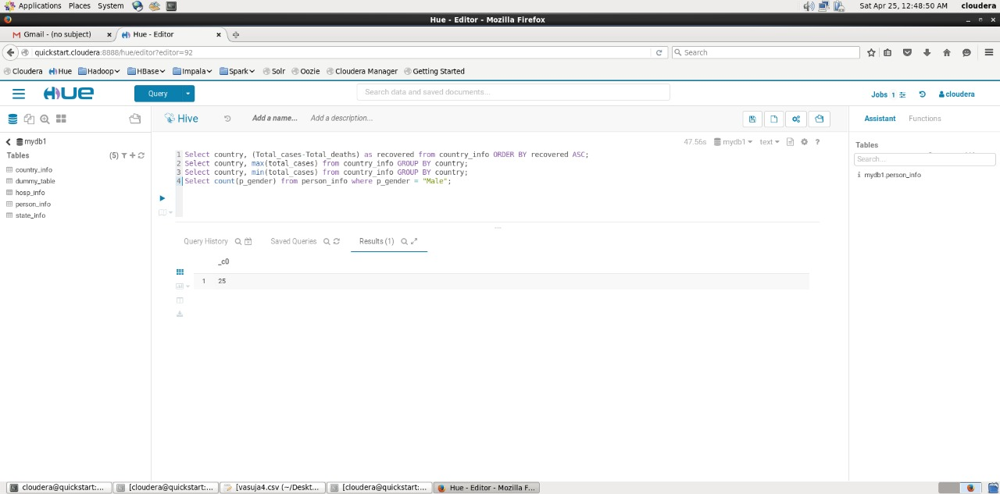 Applications Places System Sat Apr 25, 12:48:50 AM cloudera
Hue - Editor - Mozilla Firefox
Gmail - (no subject) Hue - Editor
quickstart.cloudera:8888/hue/editor?editor=92 Search
Cloudera Hue Hadoop HBase Impala Spark Solr Oozie Cloudera Manager Getting Started
HUE Query Search data and saved documents... Jobs 1 cloudera
Hive Add a name... Add a description... Assistant Functions
mydb1 47.56s mydb1 text ?
Tables (5) Tables
Search...
country_info
dummy_table
hosp_info
person_info
state_info
1 Select country, (Total_cases-Total_deaths) as recovered from country_info ORDER BY recovered ASC;
2 Select country, max(total_cases) from country_info GROUP BY country;
3 Select country, min(total_cases) from country_info GROUP BY country;
4 Select count(p_gender) from person_info where p_gender = "Male";
mydb1.person_info
Query History Saved Queries Results (1)
_c0
1 25
cloudera@quickstart:... [cloudera@quickstart:... [vasuja4.csv (~/Deskt... [cloudera@quickstart:... Hue - Editor - Mozilla F...